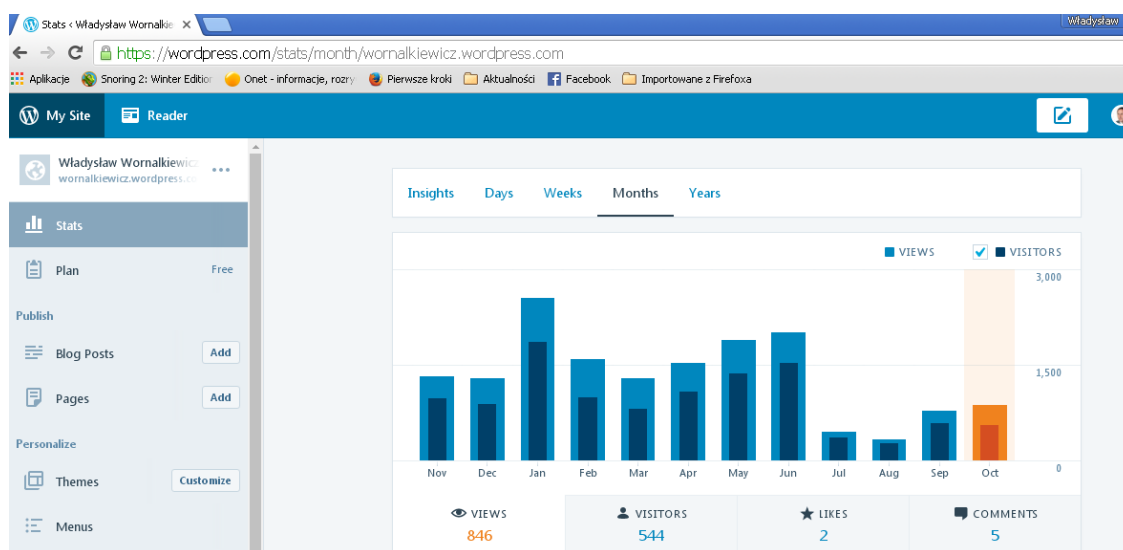 Stats ‹ Władysław Wornalkie
Władysław
https://wordpress.com/stats/month/wornalkiewicz.wordpress.com
Aplikacje Snoring 2: Winter Edition Onet - informacje, rozry Pierwsze kroki Aktualności Facebook Importowane z Firefoxa
My Site Reader
Władysław Wornalkiewicz
wornalkiewicz.wordpress.co
Insights Days Weeks Months Years
Stats
VIEWS VISITORS
Plan Free
3,000
Publish
Blog Posts Add
1,500
Pages Add
Personalize
0
Nov Dec Jan Feb Mar Apr May Jun Jul Aug Sep Oct
Themes Customize
VIEWS VISITORS LIKES COMMENTS
Menus
846 544 2 5